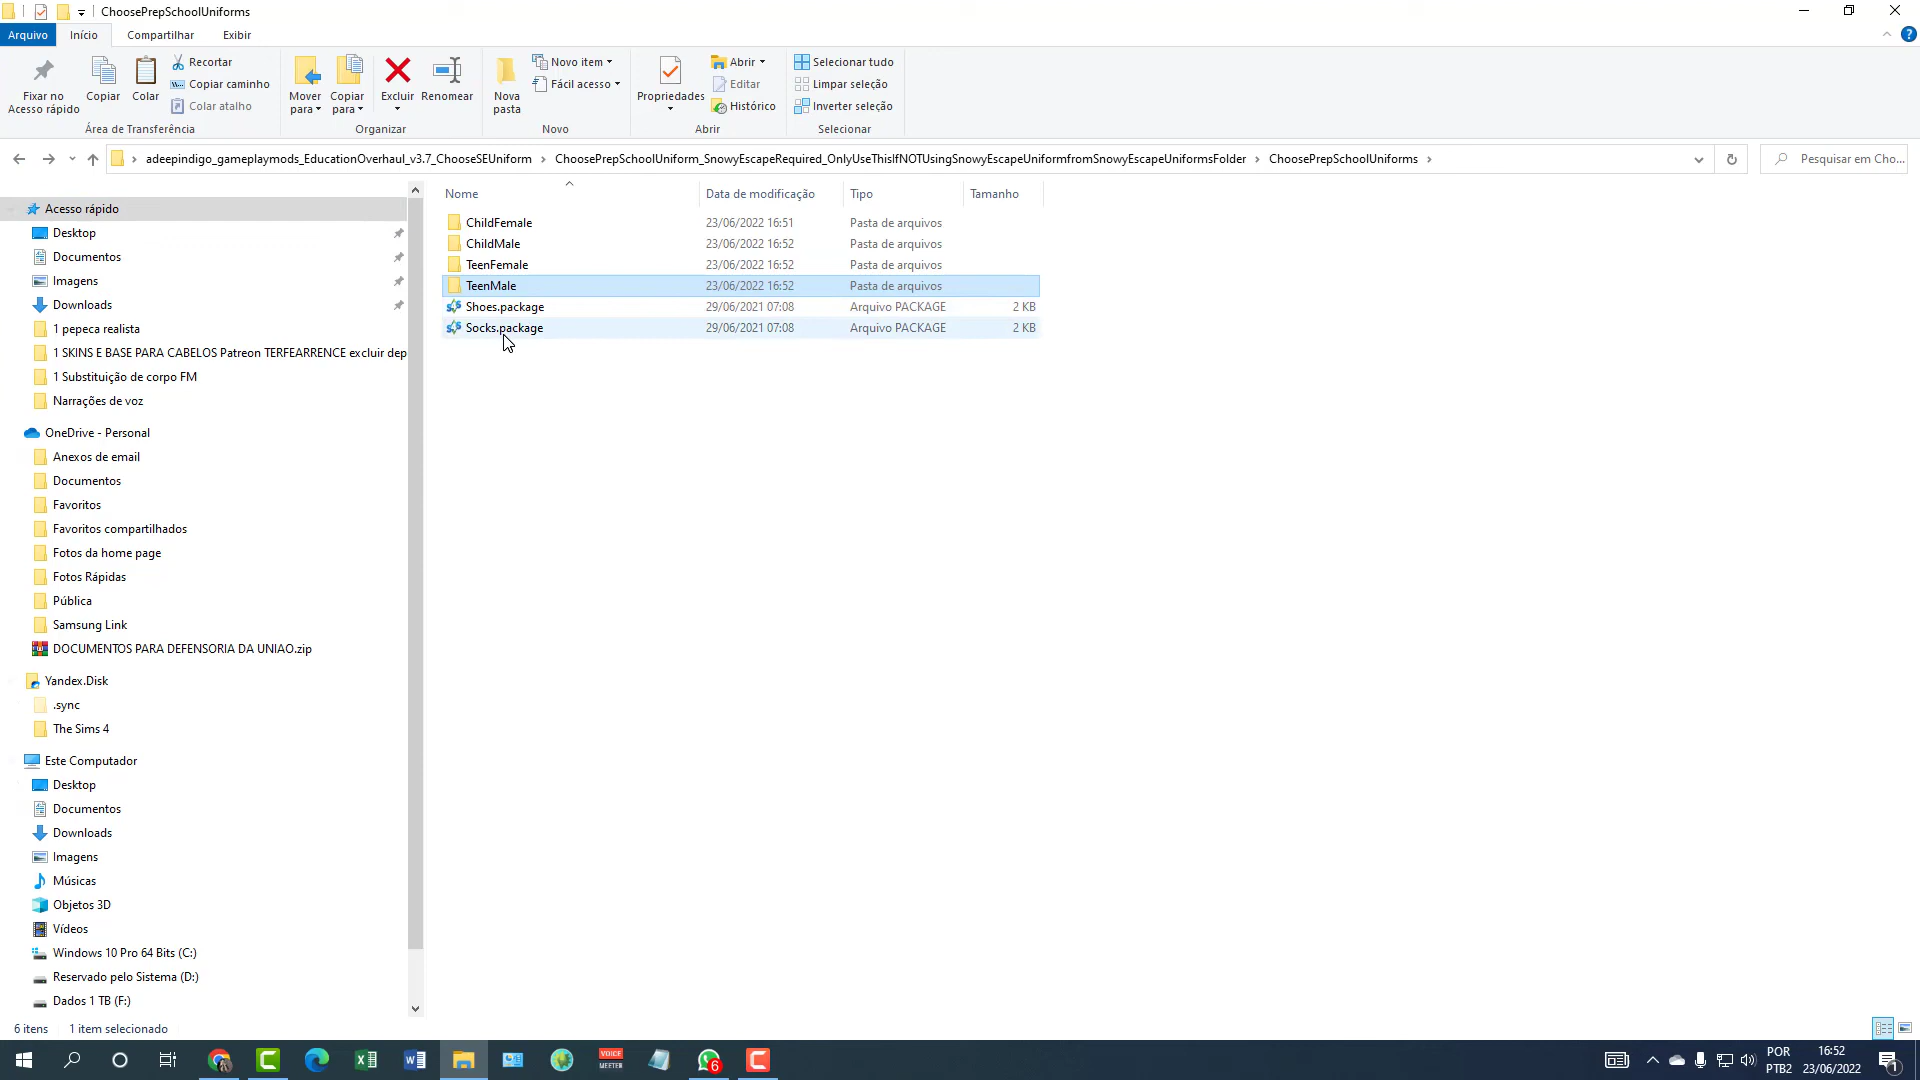 ChoosePrepSchoolUniforms
Arquivo Início Compartilhar Exibir
Fixar no Acesso rápido
Copiar
Colar
Recortar
Copiar caminho
Colar atalho
Área de Transferência
Mover para
Copiar para
Excluir
Renomear
Organizar
Nova pasta
Novo item
Fácil acesso
Novo
Propriedades
Abrir
Editar
Histórico
Abrir
Selecionar tudo
Limpar seleção
Inverter seleção
Selecionar
adeepindigo_gameplaymods_EducationOverhaul_v3.7_ChooseSEUniform ChoosePrepSchoolUniform_SnowyEscapeRequired_OnlyUseThisIfNOTUsingSnowyEscapeUniformfromSnowyEscapeUniformsFolder ChoosePrepSchoolUniforms
Pesquisar em Cho...
Acesso rápido
Desktop
Documentos
Imagens
Downloads
1 pepeca realista
1 SKINS E BASE PARA CABELOS Patreon TERFEARRENCE excluir dep
1 Substituição de corpo FM
Narrações de voz
OneDrive - Personal
Anexos de email
Documentos
Favoritos
Favoritos compartilhados
Fotos da home page
Fotos Rápidas
Pública
Samsung Link
DOCUMENTOS PARA DEFENSORIA DA UNIAO.zip
Yandex.Disk
.sync
The Sims 4
Este Computador
Desktop
Documentos
Downloads
Imagens
Músicas
Objetos 3D
Vídeos
Windows 10 Pro 64 Bits (C:)
Reservado pelo Sistema (D:)
Dados 1 TB (F:)
Nome Data de modificação Tipo Tamanho
ChildFemale 23/06/2022 16:51 Pasta de arquivos
ChildMale 23/06/2022 16:52 Pasta de arquivos
TeenFemale 23/06/2022 16:52 Pasta de arquivos
TeenMale 23/06/2022 16:52 Pasta de arquivos
Shoes.package 29/06/2021 07:08 Arquivo PACKAGE 2 KB
Socks.package 29/06/2021 07:08 Arquivo PACKAGE 2 KB
6 itens 1 item selecionado
VOICE
MEETER
6
POR
PTB2
16:52
23/06/2022
1